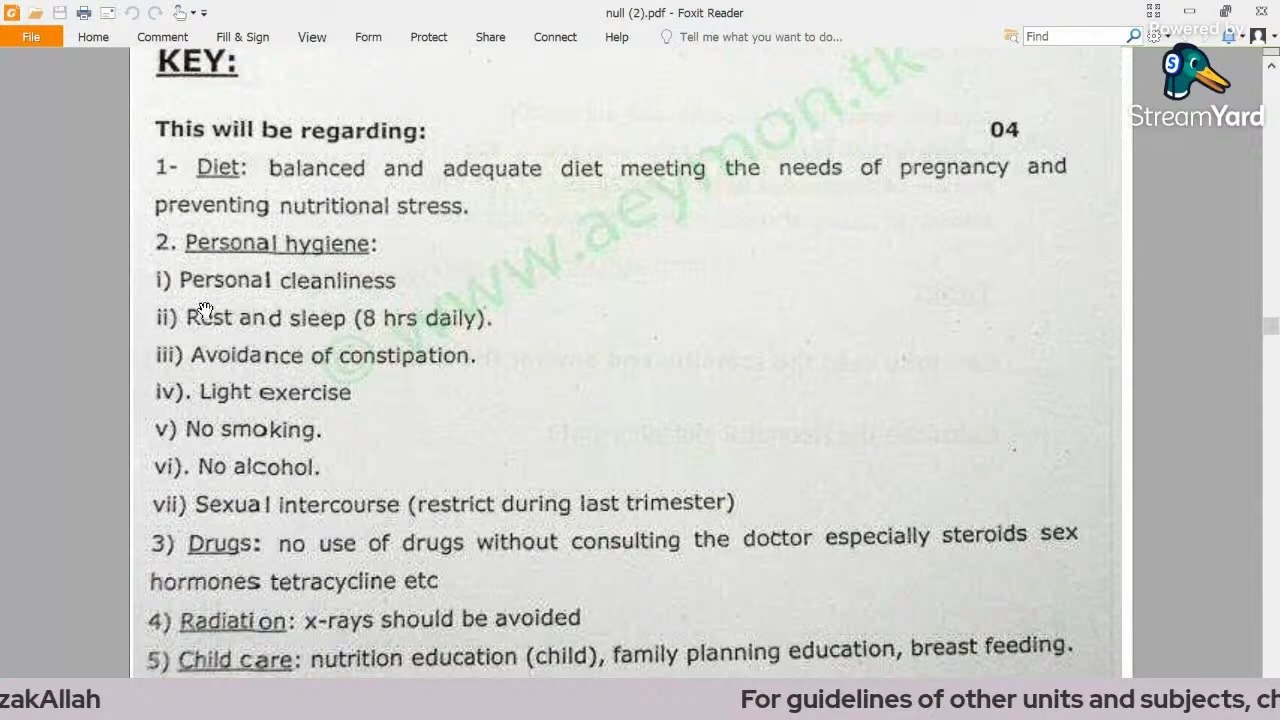 null (2).pdf - Foxit Reader
File Home Comment Fill & Sign View Form Protect Share Connect Help Tell me what you want to do... Find
Powered by
StreamYard
KEY:
This will be regarding: 04
1- Diet: balanced and adequate diet meeting the needs of pregnancy and
preventing nutritional stress.
2. Personal hygiene:
i) Personal cleanliness
ii) Rest and sleep (8 hrs daily).
iii) Avoidance of constipation.
iv). Light exercise
v) No smoking.
vi). No alcohol.
vii) Sexual intercourse (restrict during last trimester)
3) Drugs: no use of drugs without consulting the doctor especially steroids sex
hormones tetracycline etc
4) Radiation: x-rays should be avoided
5) Child care: nutrition education (child), family planning education, breast feeding.
© www.aeymon.tk
zakAllah For guidelines of other units and subjects, ch